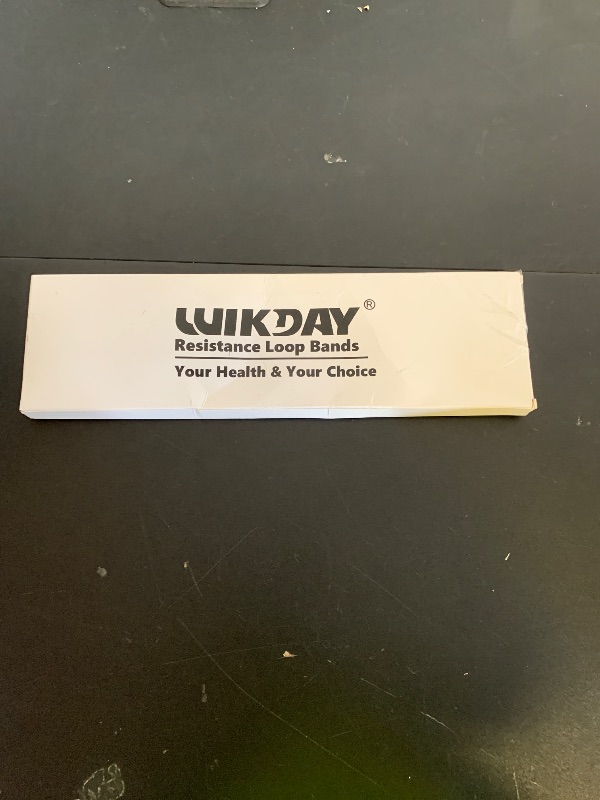 LUIKDAY®
Resistance Loop Bands
Your Health & Your Choice